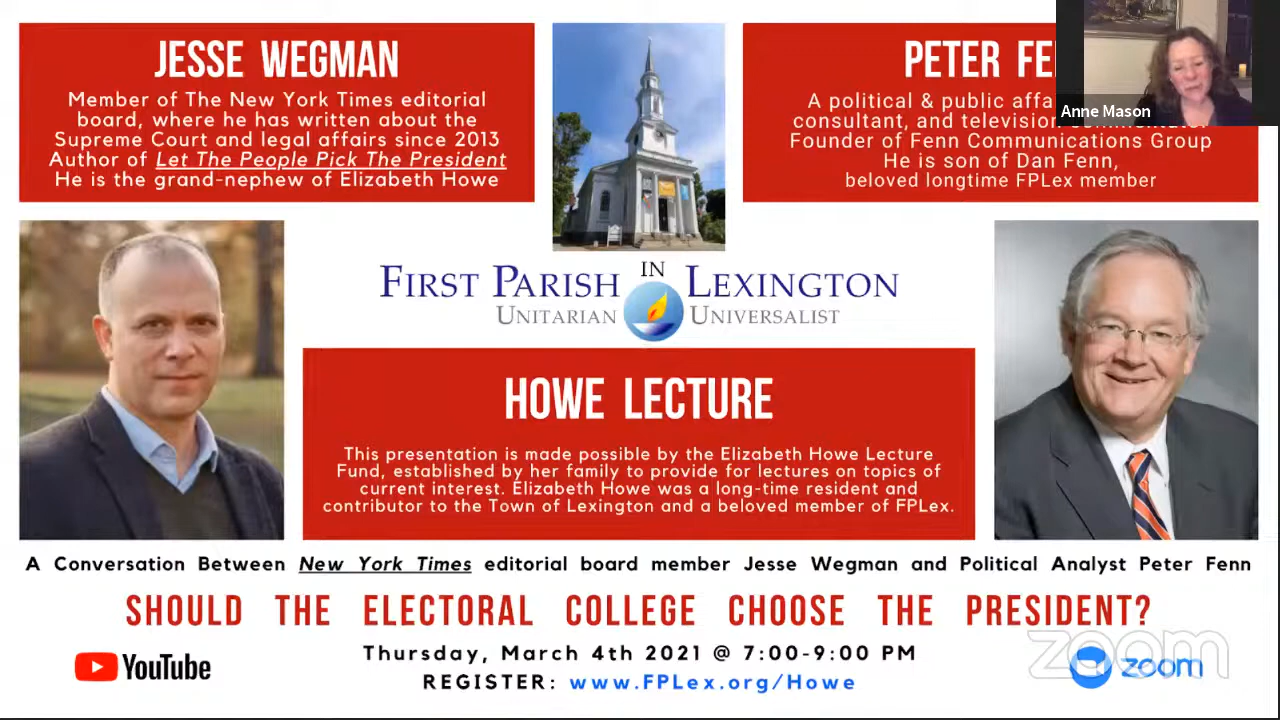 JESSE WEGMAN
Member of The New York Times editorial
board, where he has written about the
Supreme Court and legal affairs since 2013
Author of Let The People Pick The President
He is the grand-nephew of Elizabeth Howe
PETER
A political & public
consultant, and television
Founder of Fenn Communications Group
He is son of Dan Fenn,
beloved longtime FPLex member
Anne Mason
FIRST PARISH IN LEXINGTON
UNITARIAN UNIVERSALIST
HOWE LECTURE
This presentation is made possible by the Elizabeth Howe Lecture
Fund, established by her family to provide for lectures on topics of
current interest. Elizabeth Howe was a long-time resident and
contributor to the Town of Lexington and a beloved member of FPLex.
A Conversation Between New York Times editorial board member Jesse Wegman and Political Analyst Peter Fenn
SHOULD THE ELECTORAL COLLEGE CHOOSE THE PRESIDENT?
Thursday, March 4th 2021 @ 7:00-9:00 PM
REGISTER: www.FPLex.org/Howe
YouTube
zoom
zoom